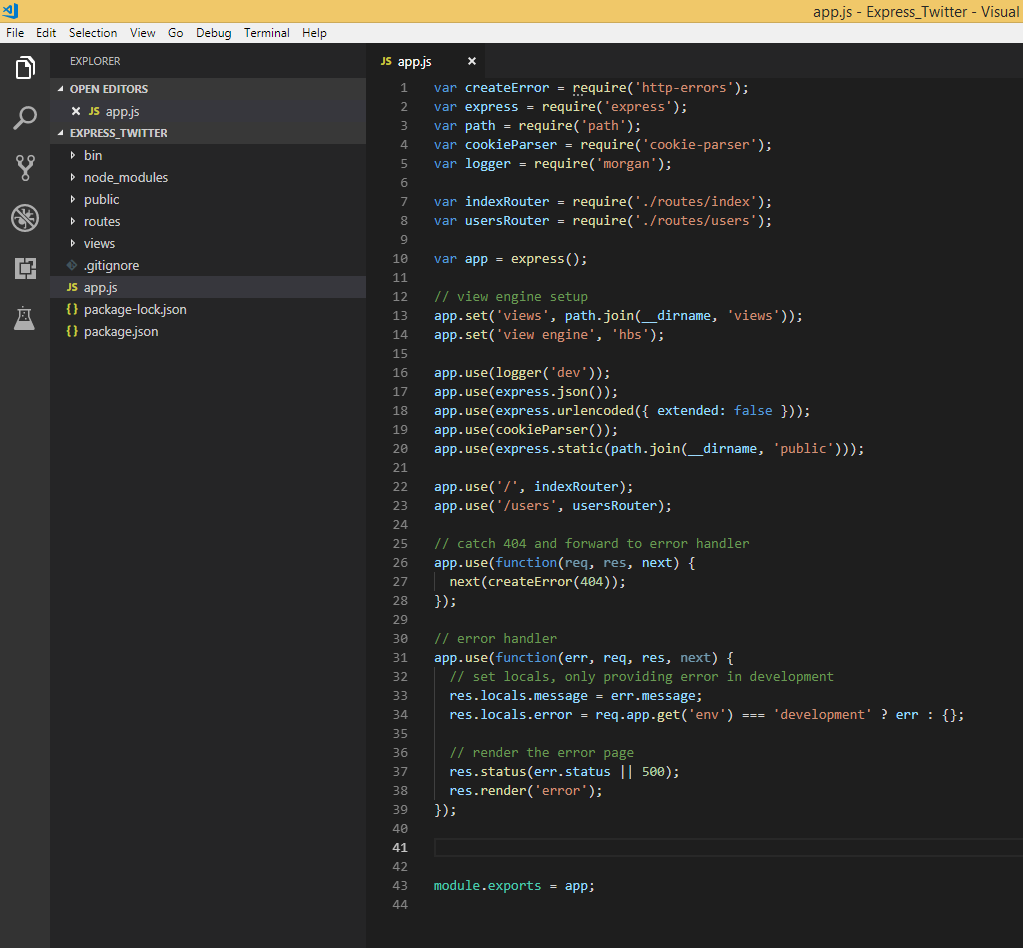 app.js - Express_Twitter - Visual
File Edit Selection View Go Debug Terminal Help
EXPLORER
OPEN EDITORS
JS app.js
EXPRESS_TWITTER
bin
node_modules
public
routes
views
.gitignore
JS app.js
{} package-lock.json
{} package.json
JS app.js ×
1 var createError = require('http-errors');
2 var express = require('express');
3 var path = require('path');
4 var cookieParser = require('cookie-parser');
5 var logger = require('morgan');
6
7 var indexRouter = require('./routes/index');
8 var usersRouter = require('./routes/users');
9
10 var app = express();
11
12 // view engine setup
13 app.set('views', path.join(__dirname, 'views'));
14 app.set('view engine', 'hbs');
15
16 app.use(logger('dev'));
17 app.use(express.json());
18 app.use(express.urlencoded({ extended: false }));
19 app.use(cookieParser());
20 app.use(express.static(path.join(__dirname, 'public')));
21
22 app.use('/', indexRouter);
23 app.use('/users', usersRouter);
24
25 // catch 404 and forward to error handler
26 app.use(function(req, res, next) {
27   next(createError(404));
28 });
29
30 // error handler
31 app.use(function(err, req, res, next) {
32   // set locals, only providing error in development
33   res.locals.message = err.message;
34   res.locals.error = req.app.get('env') === 'development' ? err : {};
35
36   // render the error page
37   res.status(err.status || 500);
38   res.render('error');
39 });
40
41
42
43 module.exports = app;
44